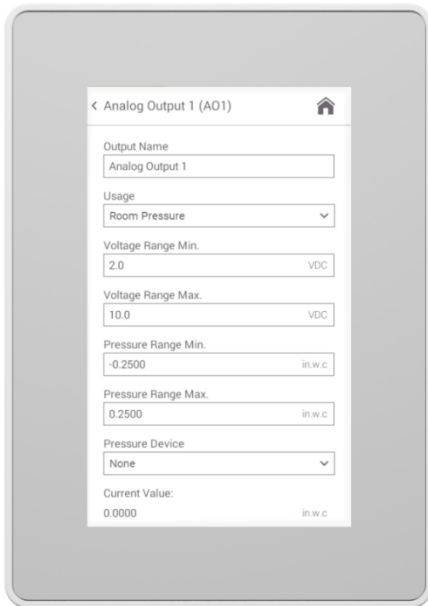 Analog Output 1 (AO1)
Output Name
Analog Output 1
Usage
Room Pressure
Voltage Range Min.
2.0 VDC
Voltage Range Max.
10.0 VDC
Pressure Range Min.
-0.2500 in.w.c
Pressure Range Max.
0.2500 in.w.c
Pressure Device
None
Current Value:
0.0000 in.w.c